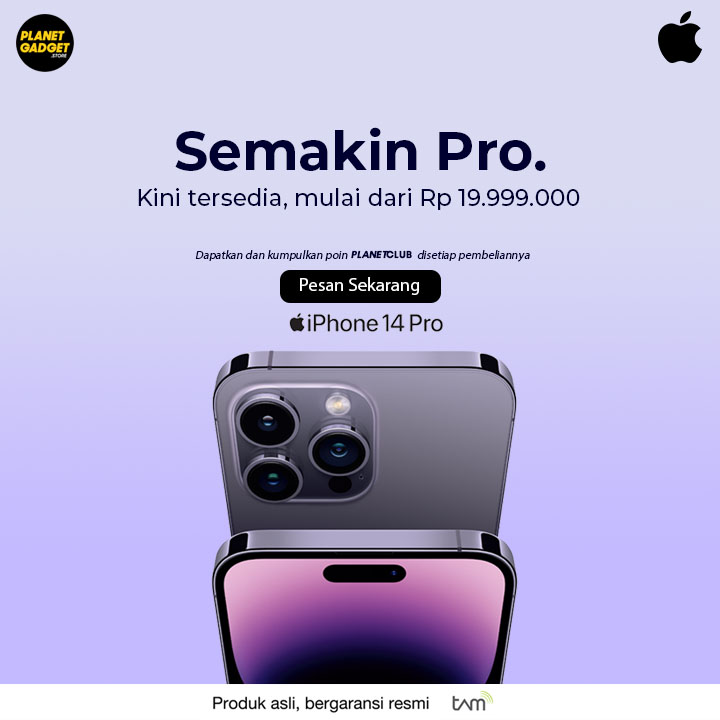 PLANET
GADGET
.STORE
Semakin Pro.
Kini tersedia, mulai dari Rp 19.999.000
Dapatkan dan kumpulkan poin PLANETCLUB disetiap pembeliannya
Pesan Sekarang
iPhone 14 Pro
Produk asli, bergaransi resmi tam